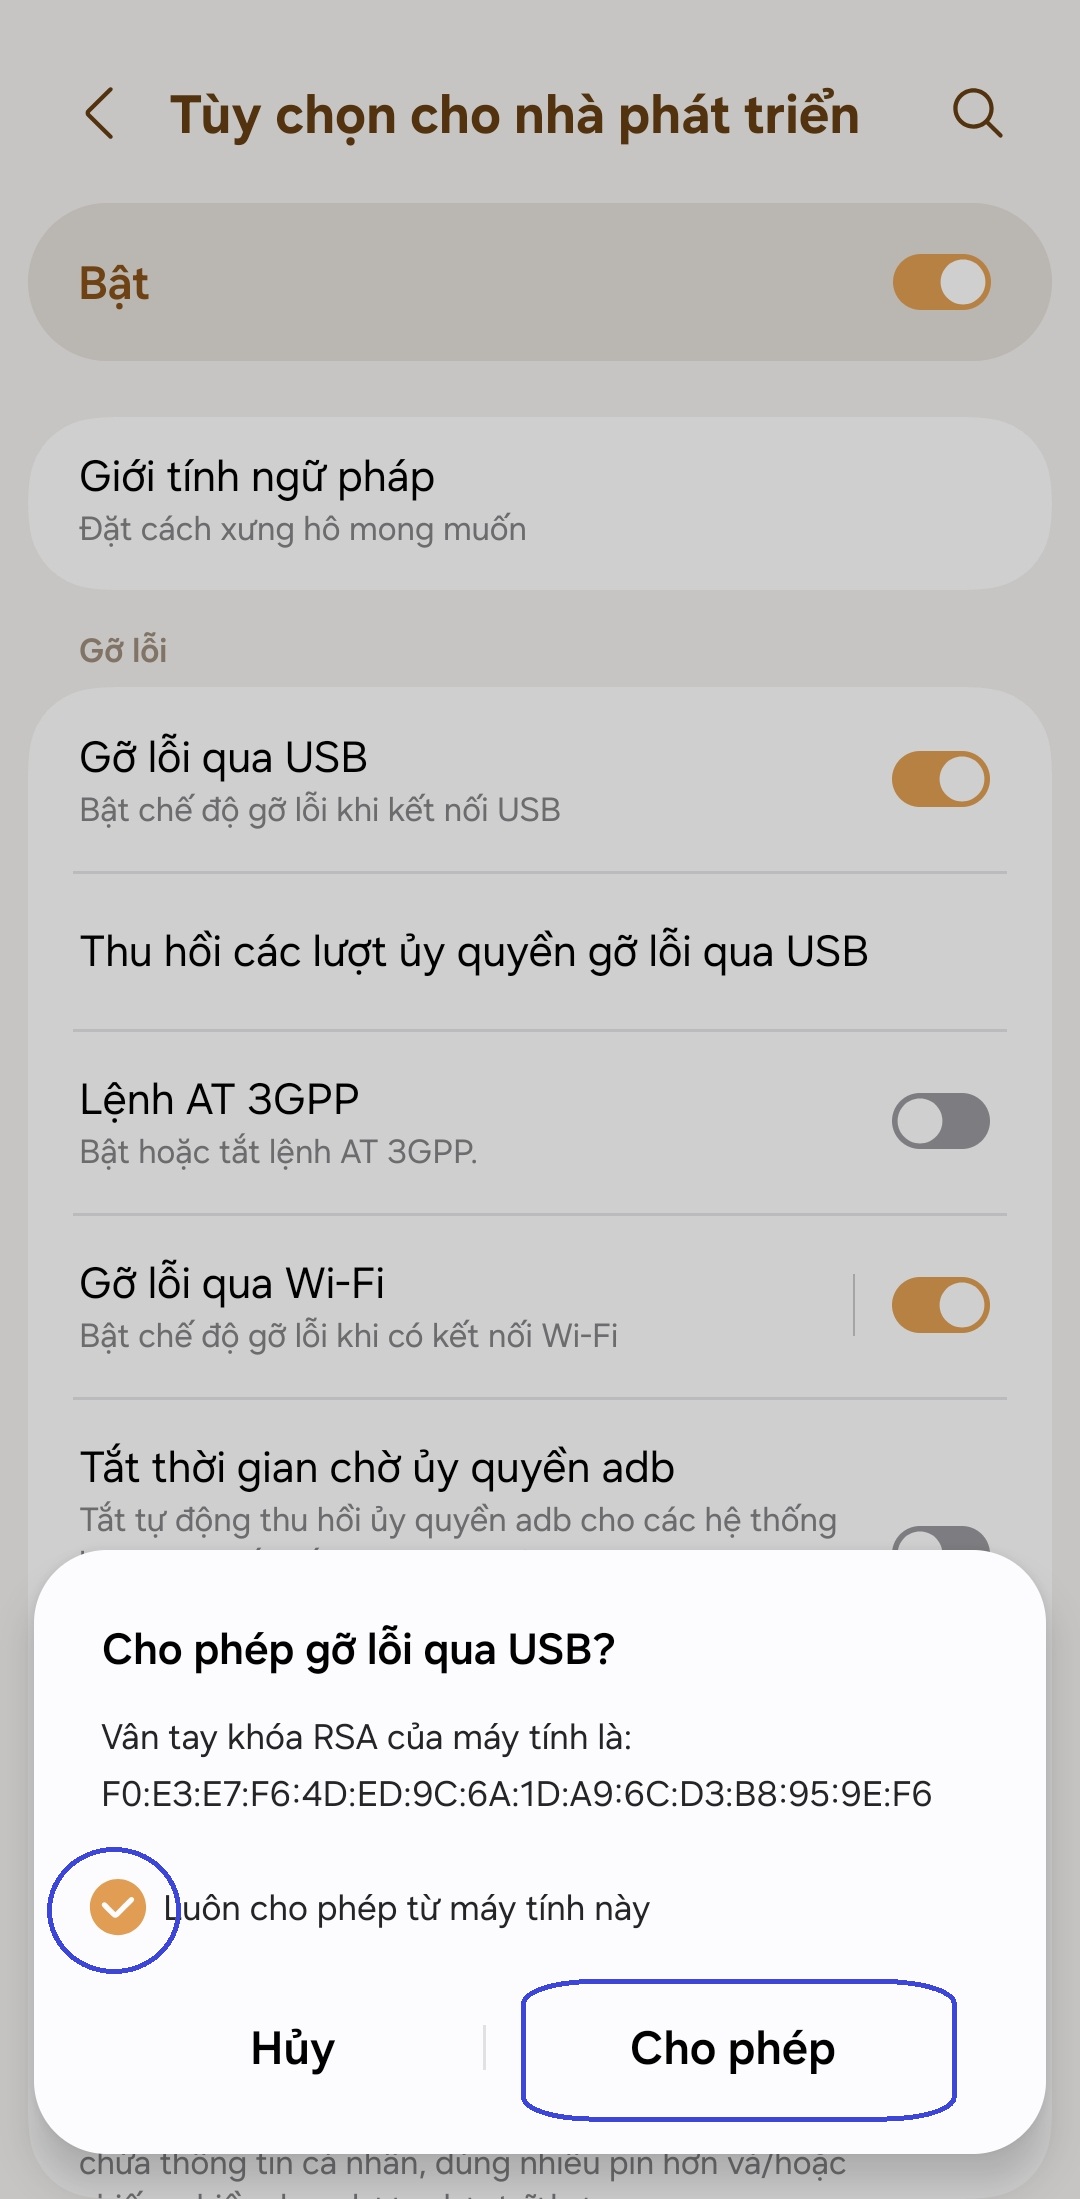 Tùy chọn cho nhà phát triển
Bật
Giới tính ngữ pháp
Đặt cách xưng hô mong muốn
Gỡ lỗi
Gỡ lỗi qua USB
Bật chế độ gỡ lỗi khi kết nối USB
Thu hồi các lượt ủy quyền gỡ lỗi qua USB
Lệnh AT 3GPP
Bật hoặc tắt lệnh AT 3GPP.
Gỡ lỗi qua Wi-Fi
Bật chế độ gỡ lỗi khi có kết nối Wi-Fi
Tắt thời gian chờ ủy quyền adb
Tắt tự động thu hồi ủy quyền adb cho các hệ thống
Cho phép gỡ lỗi qua USB?
Vân tay khóa RSA của máy tính là:
F0:E3:E7:F6:4D:ED:9C:6A:1D:A9:6C:D3:B8:95:9E:F6
Luôn cho phép từ máy tính này
Hủy
Cho phép
chứa thông tin cá nhân, dùng nhiều pin hơn và/hoặc